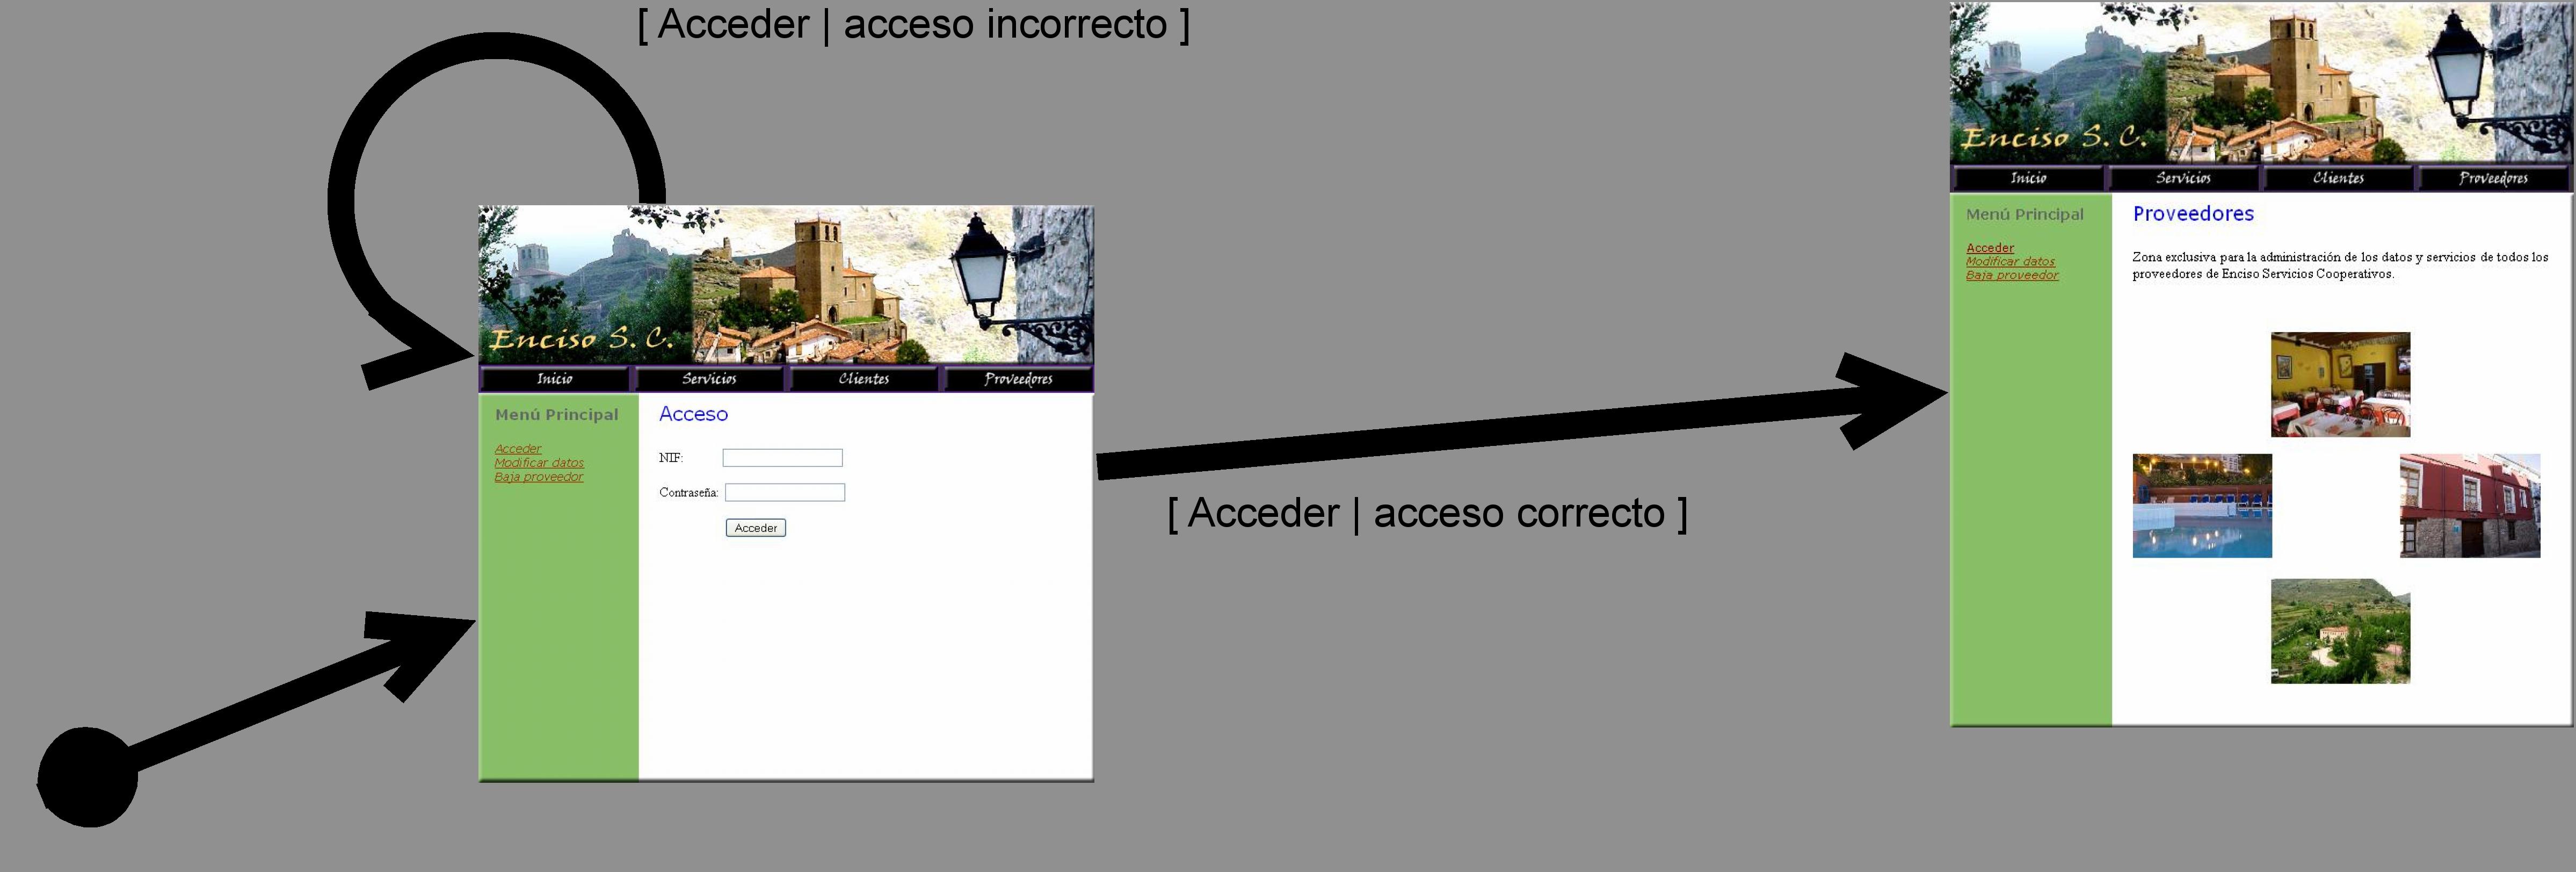 [ Acceder | acceso incorrecto ]
Enciso S. C.
Inicio
Servicios
Clientes
Proveedores
Menú Principal
Acceder
Modificar datos
Baja proveedor
Acceso
NIF:
Contraseña:
Acceder
[ Acceder | acceso correcto ]
Enciso S. C.
Inicio
Servicios
Clientes
Proveedores
Menú Principal
Acceder
Modificar datos
Baja proveedor
Proveedores
Zona exclusiva para la administración de los datos y servicios de todos los
proveedores de Enciso Servicios Cooperativos.